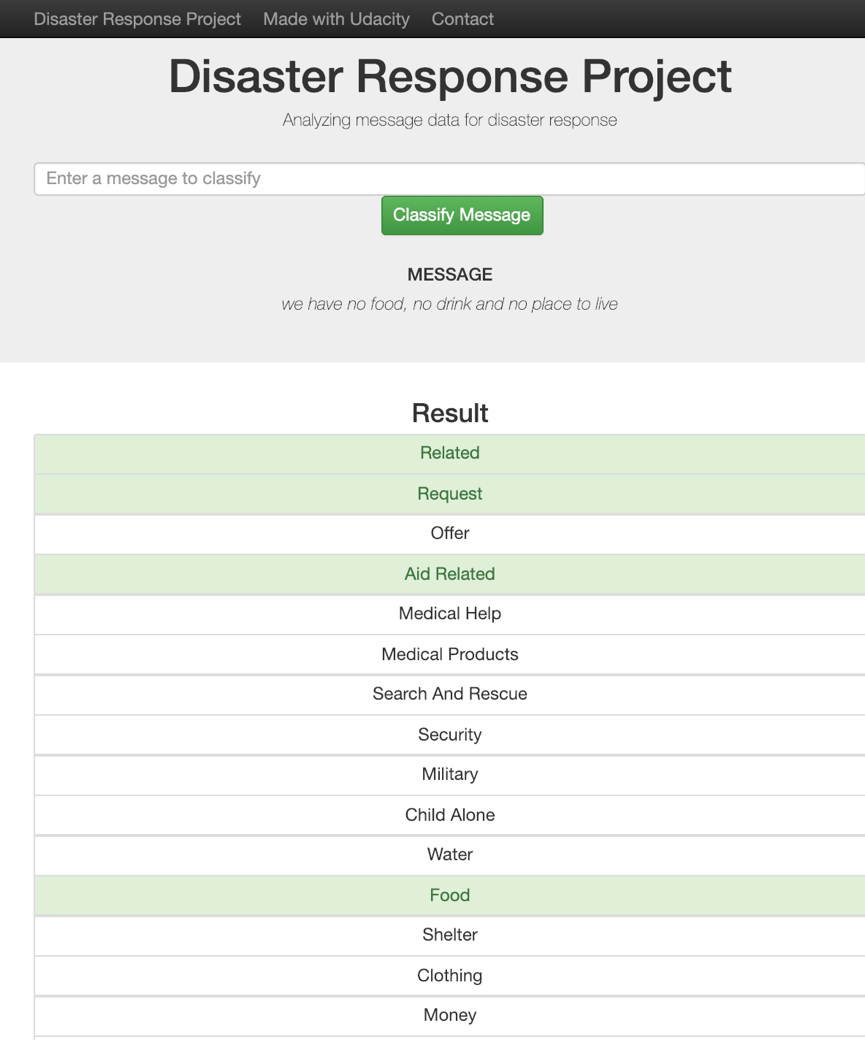 Disaster Response Project Made with Udacity Contact
Disaster Response Project
Analyzing message data for disaster response
Enter a message to classify
Classify Message
MESSAGE
we have no food, no drink and no place to live
Result
Related
Request
Offer
Aid Related
Medical Help
Medical Products
Search And Rescue
Security
Military
Child Alone
Water
Food
Shelter
Clothing
Money